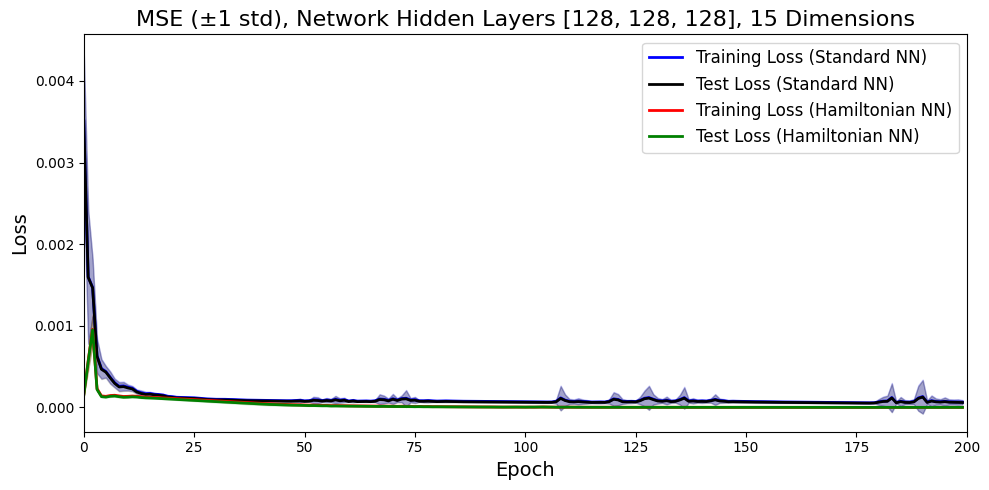 MSE (±1 std), Network Hidden Layers [128, 128, 128], 15 Dimensions
Loss
0.004
0.003
0.002
0.001
0.000
Training Loss (Standard NN)
Test Loss (Standard NN)
Training Loss (Hamiltonian NN)
Test Loss (Hamiltonian NN)
0 25 50 75 100 125 150 175 200
Epoch